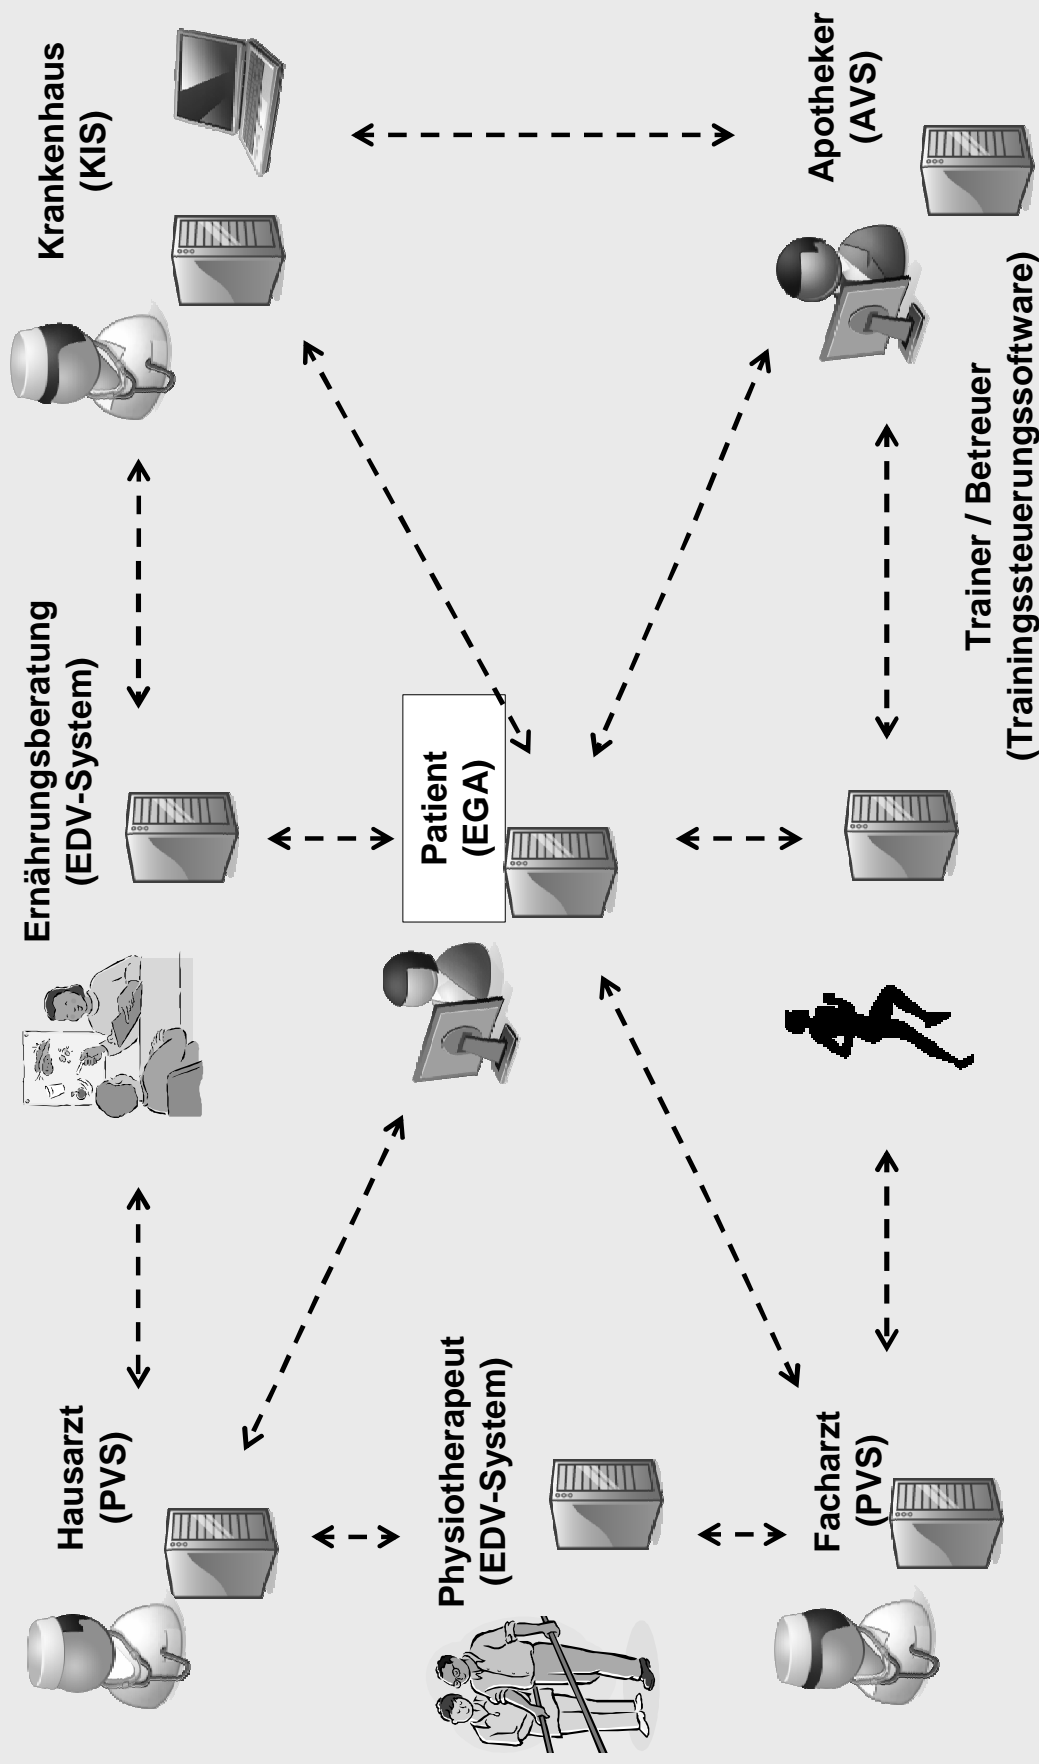 Hausarzt
(PVS)
Ernährungsberatung
(EDV-System)
Krankenhaus
(KIS)
Physiotherapeut
(EDV-System)
Patient
(EGA)
Facharzt
(PVS)
Trainer / Betreuer
(Trainingssteuerungssoftware)
Apotheker
(AVS)